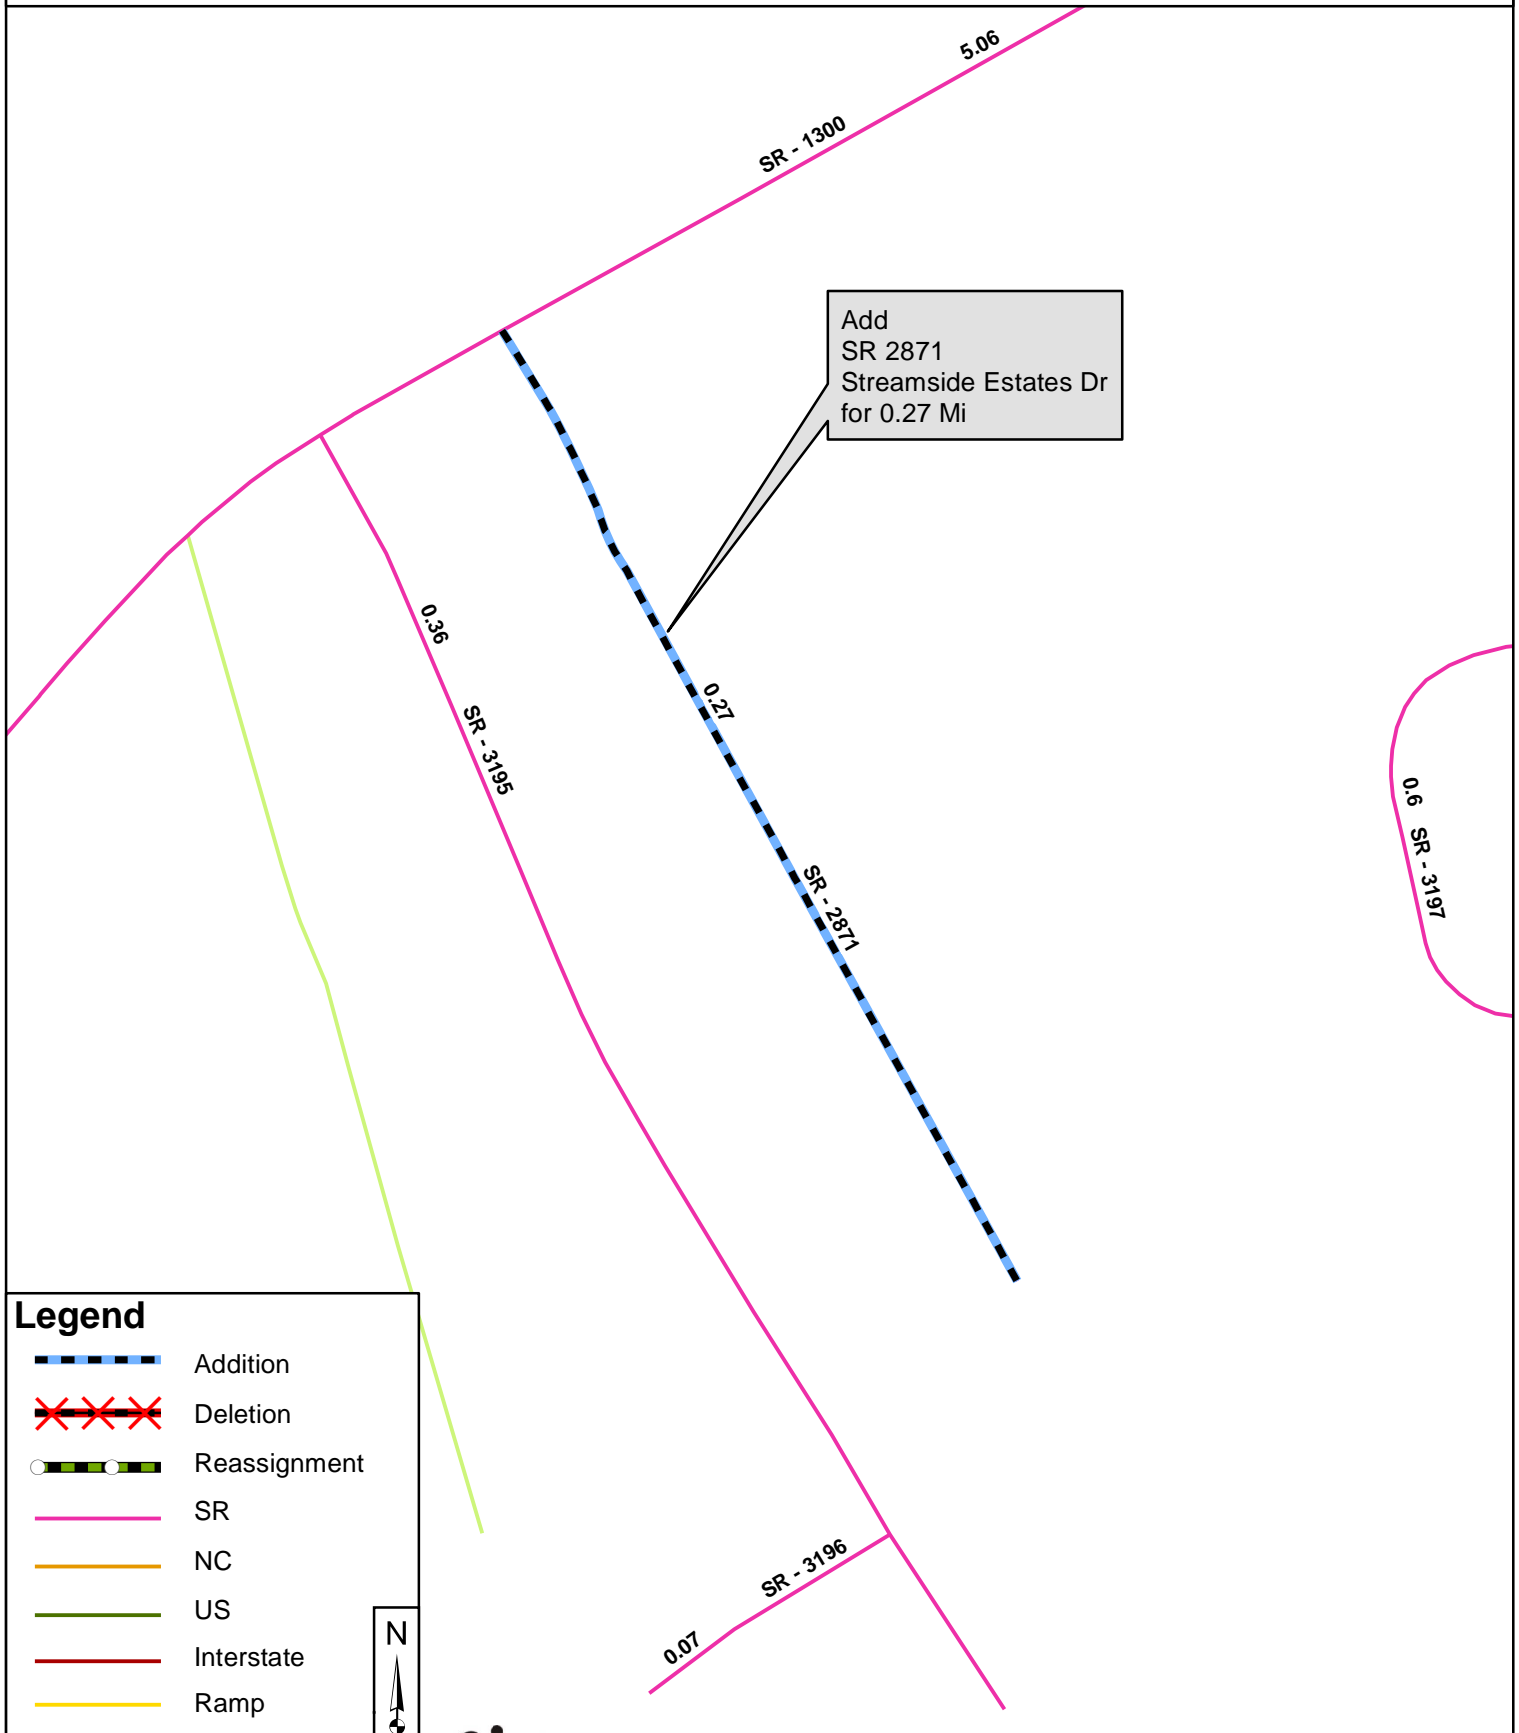 5.06
SR - 1300
Add
SR 2871
Streamside Estates Dr
for 0.27 Mi
0.36
SR - 3195
0.27
SR - 2871
0.6 SR - 3197
SR - 3196
0.07
Legend
Addition
Deletion
Reassignment
SR
NC
US
Interstate
Ramp
N